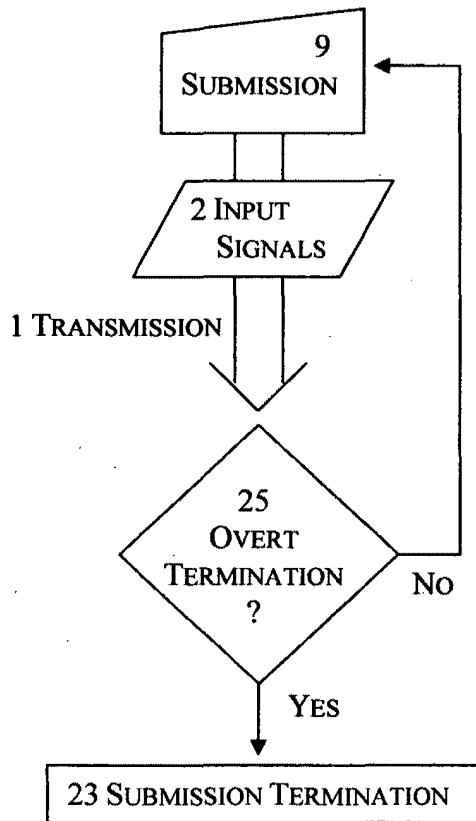 9
SUBMISSION
2 INPUT
SIGNALS
1 TRANSMISSION
25
OVERT
TERMINATION
?
NO
YES
23 SUBMISSION TERMINATION